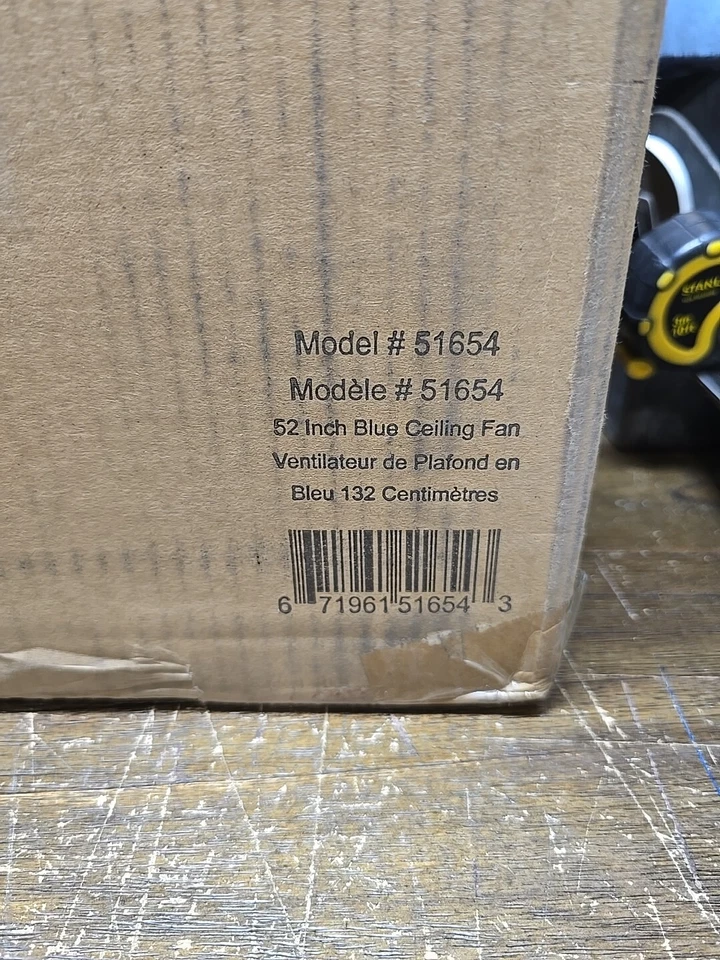 Model # 51654
Modèle # 51654
52 Inch Blue Ceiling Fan
Ventilateur de Plafond en
Bleu 132 Centimètres
6 71961 51654 3